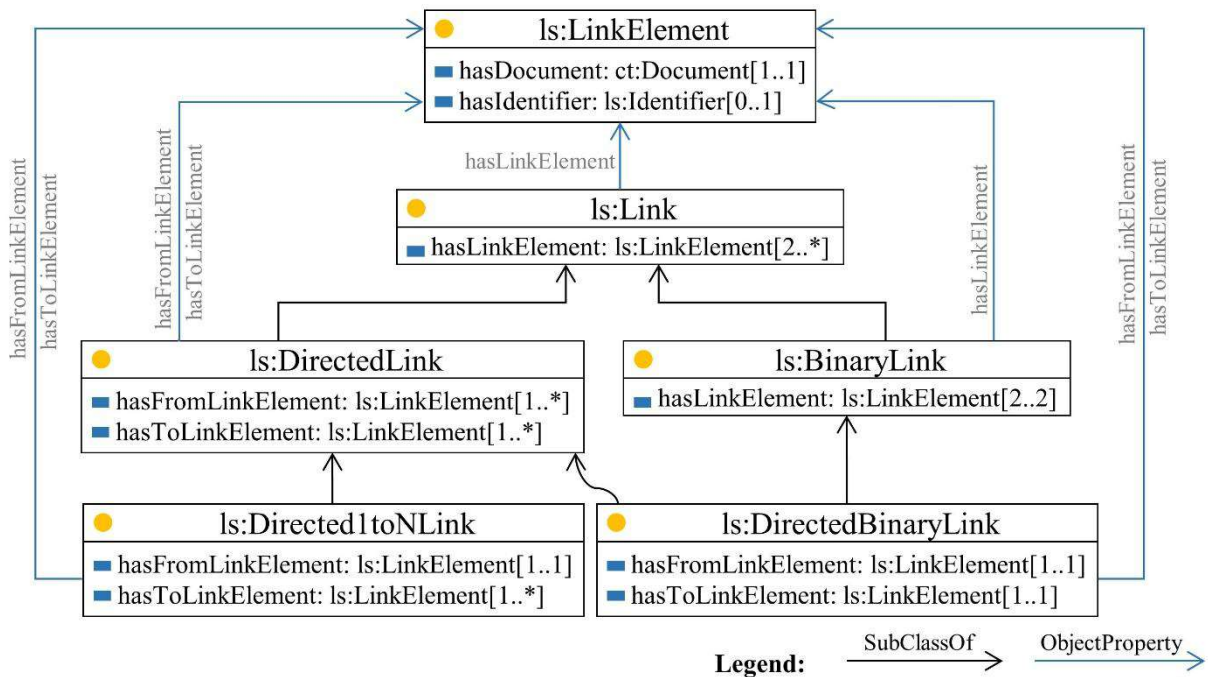 ls:LinkElement
hasDocument: ct:Document[1..1]
hasIdentifier: ls:Identifier[0..1]
hasLinkElement
ls:Link
hasLinkElement: ls:LinkElement[2..*]
hasFromLinkElement
hasToLinkElement
hasFromLinkElement
hasToLinkElement
hasLinkElement
hasFromLinkElement
hasToLinkElement
ls:DirectedLink
hasFromLinkElement: ls:LinkElement[1..*]
hasToLinkElement: ls:LinkElement[1..*]
ls:BinaryLink
hasLinkElement: ls:LinkElement[2..2]
ls:Directed1toNLink
hasFromLinkElement: ls:LinkElement[1..1]
hasToLinkElement: ls:LinkElement[1..*]
ls:DirectedBinaryLink
hasFromLinkElement: ls:LinkElement[1..1]
hasToLinkElement: ls:LinkElement[1..1]
Legend:
SubClassOf
ObjectProperty